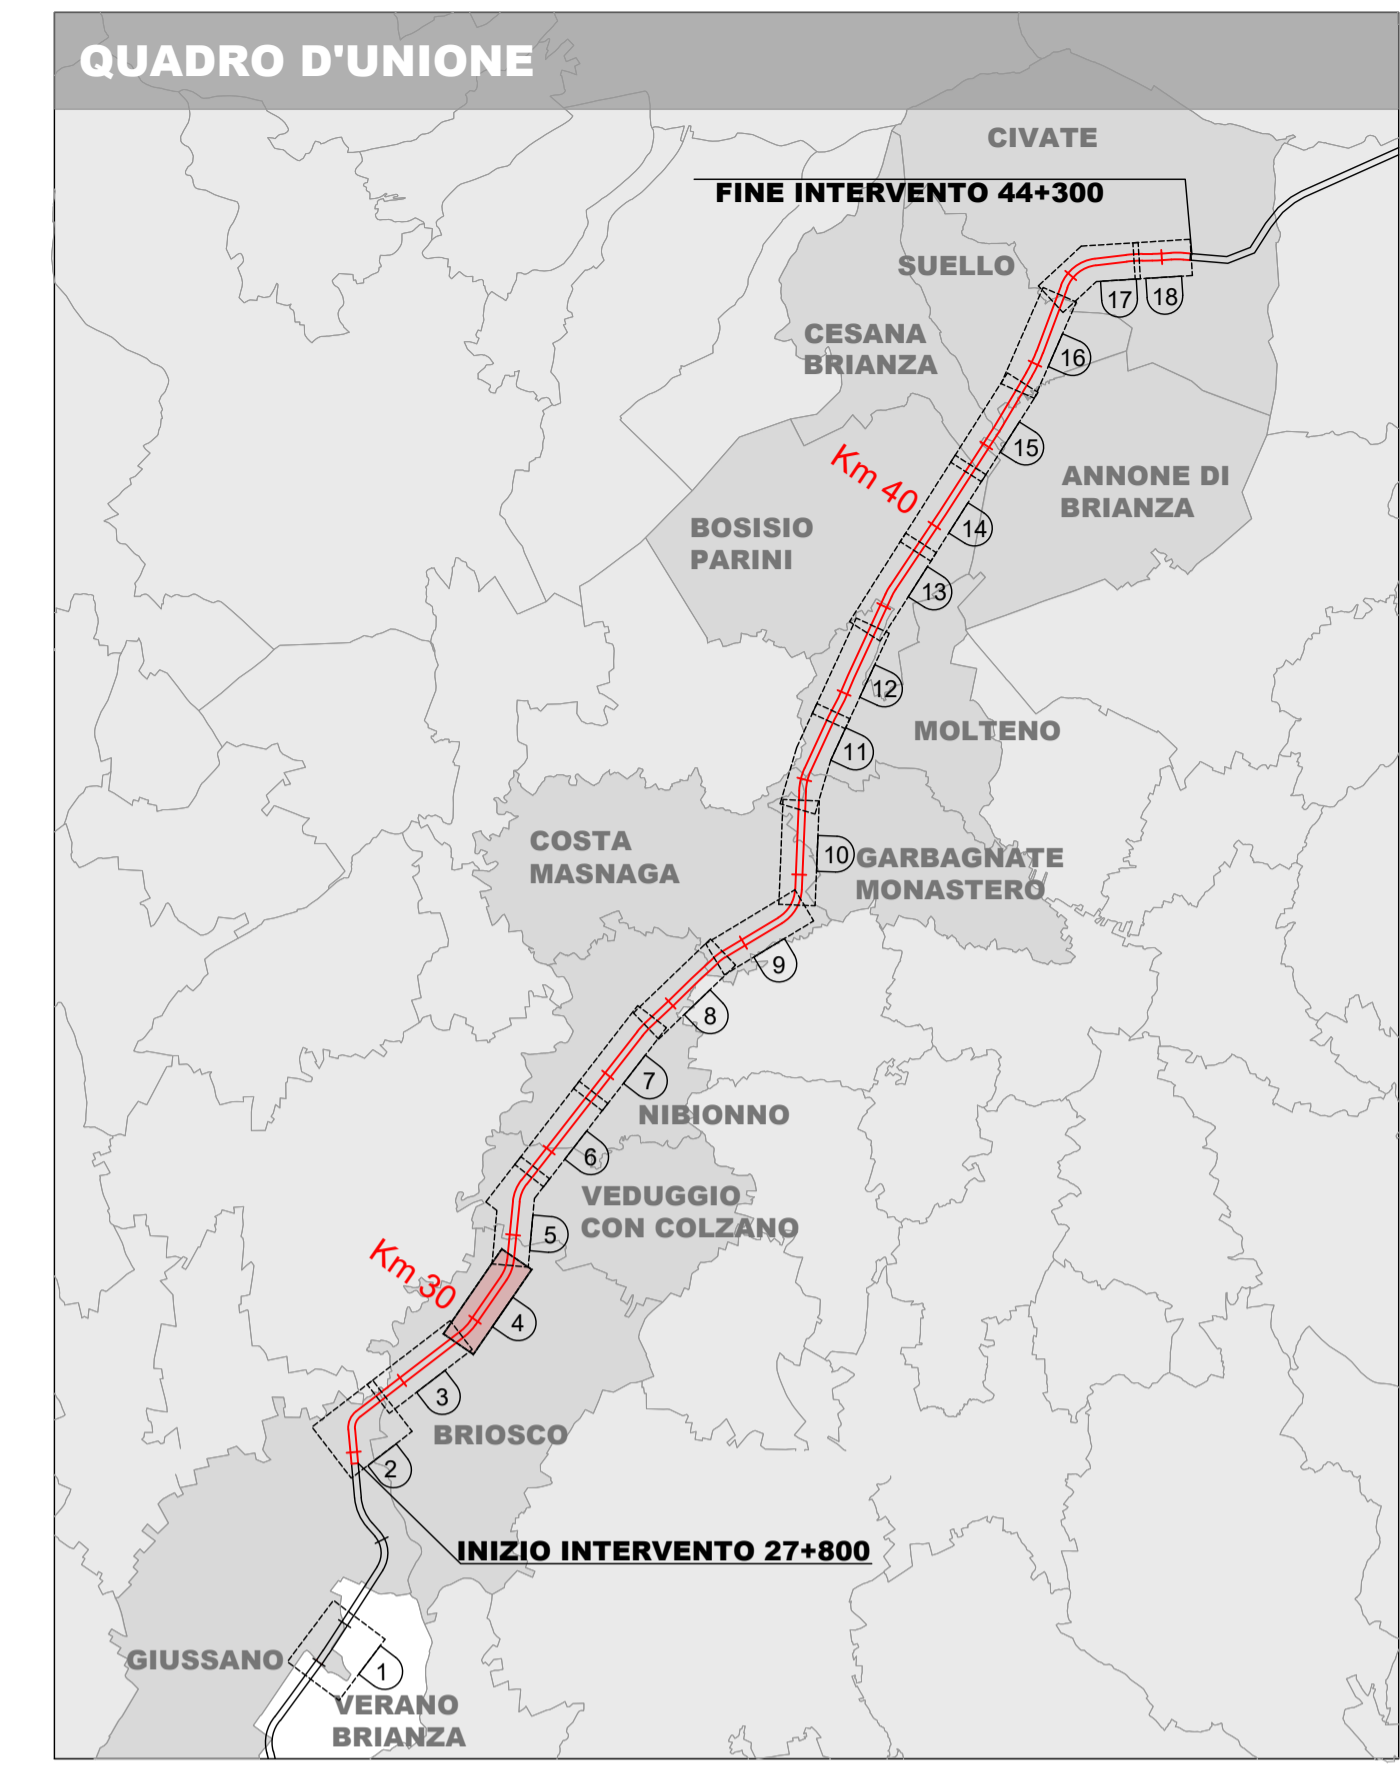 QUADRO D'UNIONE
CIVATE
FINE INTERVENTO 44+300
SUELLO
17
18
CESANA
BRIANZA
16
15
Km 40
ANNONE DI
BRIANZA
BOSISIO
PARINI
14
13
12
MOLTENO
11
COSTA
MASNAGA
10
GARBAGNATE
MONASTERO
9
8
7
NIBIONNO
6
VEDUGGIO
CON COLZANO
5
Km 30
4
3
BRIOSCO
2
INIZIO INTERVENTO 27+800
GIUSSANO
1
VERANO
BRIANZA